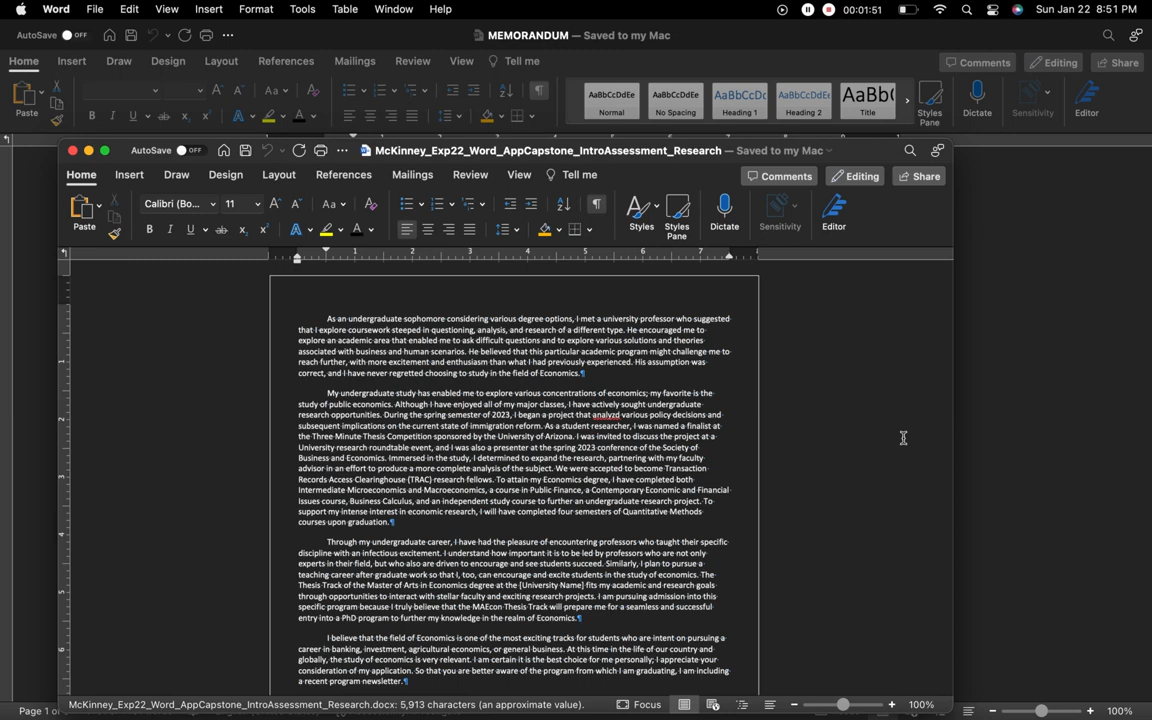 Word File Edit View Insert Format Tools Table Window Help 00:01:51 Sun Jan 22 8:51 PM
AutoSave OFF MEMORANDUM — Saved to my Mac
Home Insert Draw Design Layout References Mailings Review View Tell me Comments Editing Share
Paste
Aa
AaBbCcDdEe AaBbCcDdEe AaBbCcDc AaBbCcDdEe AaBb(
Normal No Spacing Heading 1 Heading 2 Title
Styles Pane Dictate Sensitivity Editor
AutoSave OFF McKinney_Exp22_Word_AppCapstone_IntroAssessment_Research — Saved to my Mac
Home Insert Draw Design Layout References Mailings Review View Tell me Comments Editing Share
Paste
Calibri (Bo... 11 Aa
B I U ab x A
Styles Styles Pane Dictate Sensitivity Editor
1 2 3 4 5 6 7
As an undergraduate sophomore considering various degree options, I met a university professor who suggested
that I explore coursework steeped in questioning, analysis, and research of a different type. He encouraged me to
explore an academic area that enabled me to ask difficult questions and to explore various solutions and theories
associated with business and human scenarios. He believed that this particular academic program might challenge me to
reach further, with more excitement and enthusiasm than what I had previously experienced. His assumption was
correct, and I have never regretted choosing to study in the field of Economics.¶
My undergraduate study has enabled me to explore various concentrations of economics; my favorite is the
study of public economics. Although I have enjoyed all of my major classes, I have actively sought undergraduate
research opportunities. During the spring semester of 2023, I began a project that analyzd various policy decisions and
subsequent implications on the current state of immigration reform. As a student researcher, I was named a finalist at
the Three Minute Thesis Competition sponsored by the University of Arizona. I was invited to discuss the project at a
University research roundtable event, and I was also a presenter at the spring 2023 conference of the Society of
Business and Economics. Immersed in the study, I determined to expand the research, partnering with my faculty
advisor in an effort to produce a more complete analysis of the subject. We were accepted to become Transaction
Records Access Clearinghouse (TRAC) research fellows. To attain my Economics degree, I have completed both
Intermediate Microeconomics and Macroeconomics, a course in Public Finance, a Contemporary Economic and Financial
Issues course, Business Calculus, and an independent study course to further an undergraduate research project. To
support my intense interest in economic research, I will have completed four semesters of Quantitative Methods
courses upon graduation.¶
Through my undergraduate career, I have had the pleasure of encountering professors who taught their specific
discipline with an infectious excitement. I understand how important it is to be led by professors who are not only
experts in their field, but who also are driven to encourage and see students succeed. Similarly, I plan to pursue a
teaching career after graduate work so that I, too, can encourage and excite students in the study of economics. The
Thesis Track of the Master of Arts in Economics degree at the [University Name] fits my academic and research goals
through opportunities to interact with stellar faculty and exciting research projects. I am pursuing admission into this
specific program because I truly believe that the MAEcon Thesis Track will prepare me for a seamless and successful
entry into a PhD program to further my knowledge in the realm of Economics.¶
I believe that the field of Economics is one of the most exciting tracks for students who are intent on pursuing a
career in banking, investment, agricultural economics, or general business. At this time in the life of our country and
globally, the study of economics is very relevant. I am certain it is the best choice for me personally; I appreciate your
consideration of my application. So that you are better aware of the program from which I am graduating, I am including
a recent program newsletter.¶
McKinney_Exp22_Word_AppCapstone_IntroAssessment_Research.docx: 5,913 characters (an approximate value). Focus 100%
Page 1 100%